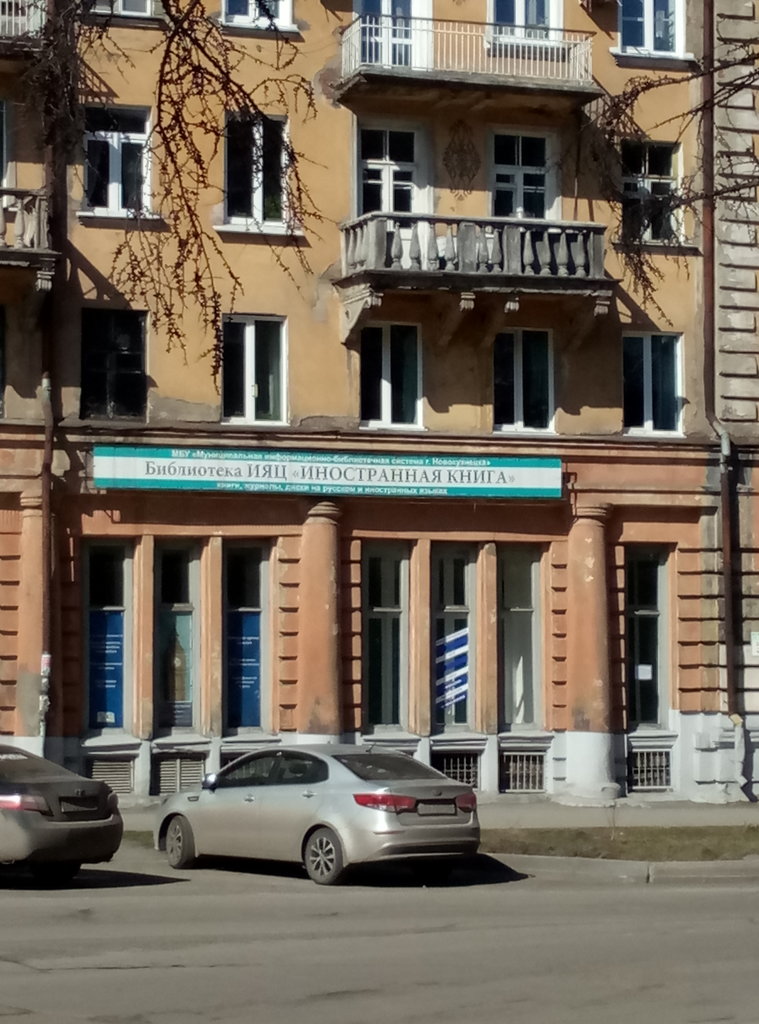 МБУ «Муниципальная информационно-библиотечная система г. Новокузнецка»
Библиотека ИЯЦ «ИНОСТРАННАЯ КНИГА»
книги, журналы, диски на русском и иностранных языках